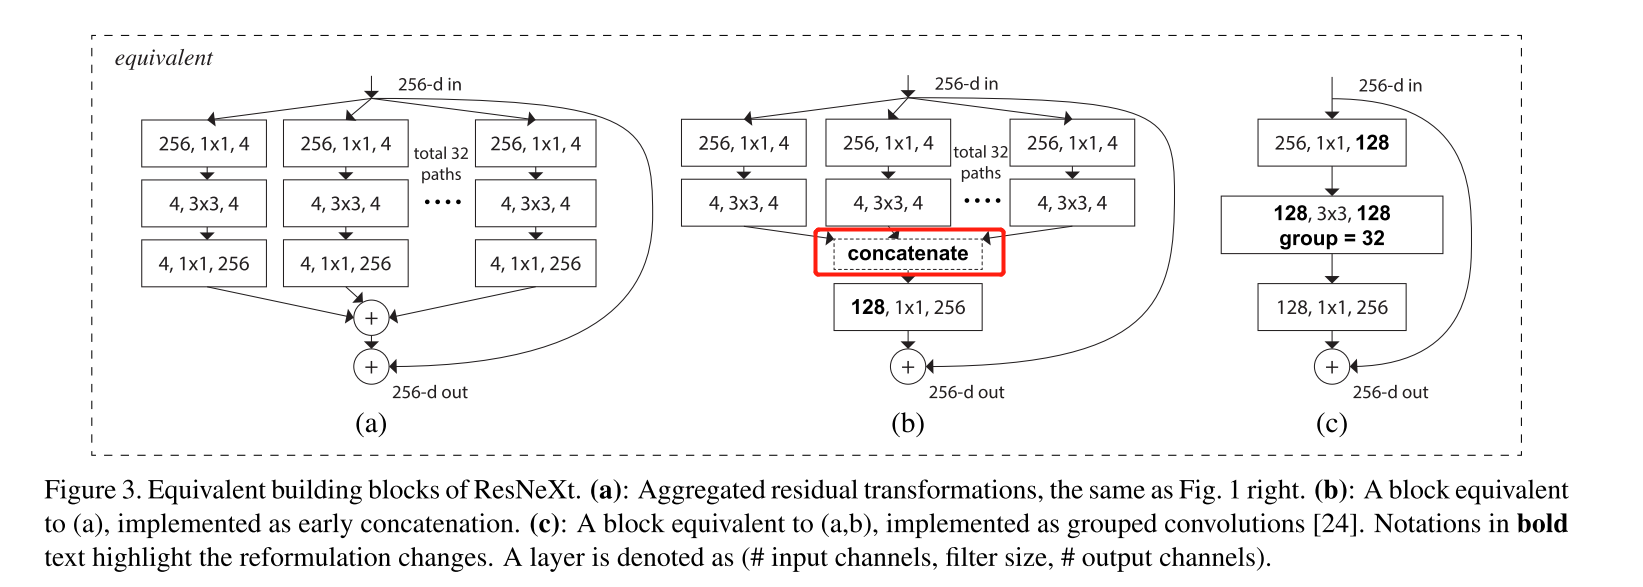 equivalent
256-d in
256, 1x1, 4
256, 1x1, 4
256, 1x1, 4
total 32
paths
4, 3x3, 4
4, 3x3, 4
....
4, 3x3, 4
4, 1x1, 256
4, 1x1, 256
4, 1x1, 256
+
+
256-d out
(a)
256-d in
256, 1x1, 4
256, 1x1, 4
256, 1x1, 4
total 32
paths
4, 3x3, 4
4, 3x3, 4
....
4, 3x3, 4
concatenate
128, 1x1, 256
+
256-d out
(b)
256-d in
256, 1x1, 128
128, 3x3, 128
group = 32
128, 1x1, 256
+
256-d out
(c)
Figure 3. Equivalent building blocks of ResNeXt. (a): Aggregated residual transformations, the same as Fig. 1 right. (b): A block equivalent
to (a), implemented as early concatenation. (c): A block equivalent to (a,b), implemented as grouped convolutions [24]. Notations in bold
text highlight the reformulation changes. A layer is denoted as (# input channels, filter size, # output channels).